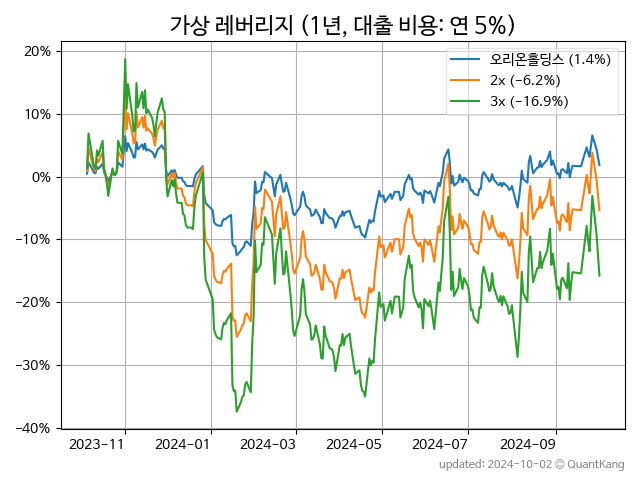 가상 레버리지 (1년, 대출 비용: 연 5%)
20%
10%
0%
−10%
−20%
−30%
−40%
오리온홀딩스 (1.4%)
2x (−6.2%)
3x (−16.9%)
2023-11
2024-01
2024-03
2024-05
2024-07
2024-09
updated: 2024-10-02 © QuantKang